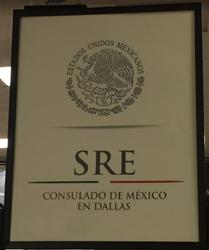 ESTADOS UNIDOS MEXICANOS
SRE
CONSULADO DE MÉXICO
EN DALLAS